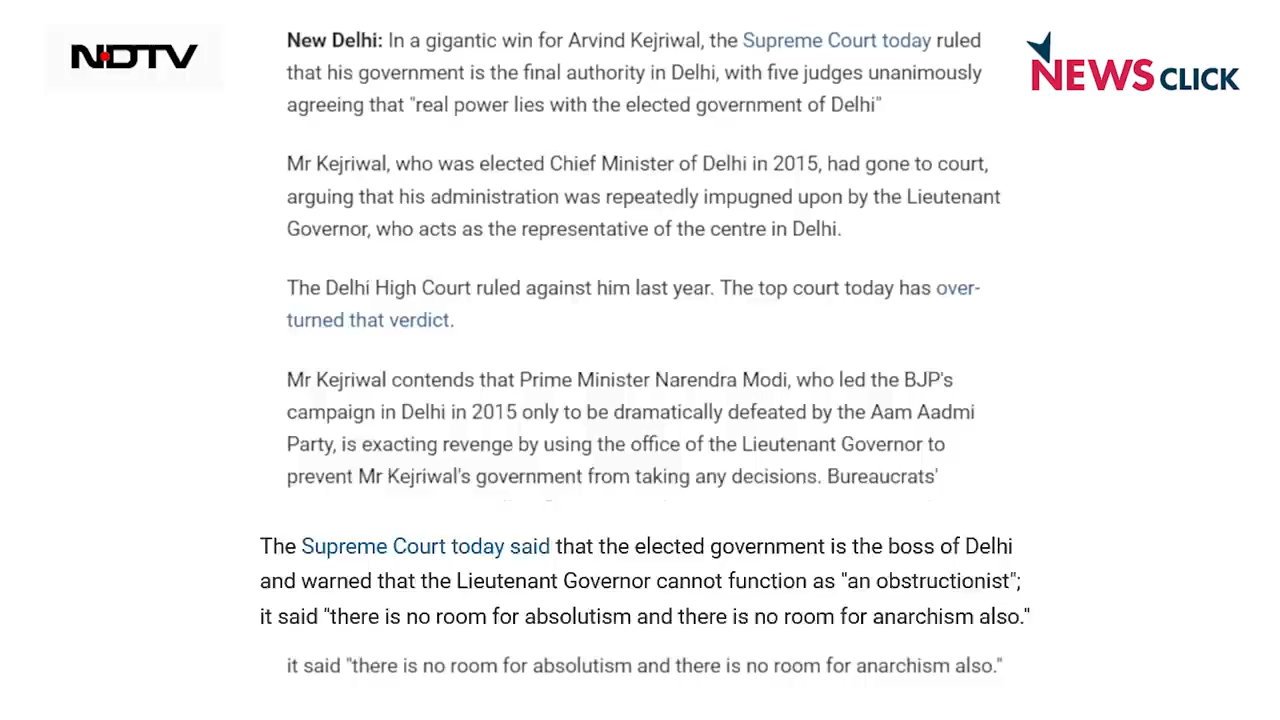 NDTV
NEWSCLICK
New Delhi: In a gigantic win for Arvind Kejriwal, the Supreme Court today ruled
that his government is the final authority in Delhi, with five judges unanimously
agreeing that "real power lies with the elected government of Delhi"
Mr Kejriwal, who was elected Chief Minister of Delhi in 2015, had gone to court,
arguing that his administration was repeatedly impugned upon by the Lieutenant
Governor, who acts as the representative of the centre in Delhi.
The Delhi High Court ruled against him last year. The top court today has over-
turned that verdict.
Mr Kejriwal contends that Prime Minister Narendra Modi, who led the BJP's
campaign in Delhi in 2015 only to be dramatically defeated by the Aam Aadmi
Party, is exacting revenge by using the office of the Lieutenant Governor to
prevent Mr Kejriwal's government from taking any decisions. Bureaucrats'
The Supreme Court today said that the elected government is the boss of Delhi
and warned that the Lieutenant Governor cannot function as "an obstructionist";
it said "there is no room for absolutism and there is no room for anarchism also."
it said "there is no room for absolutism and there is no room for anarchism also."